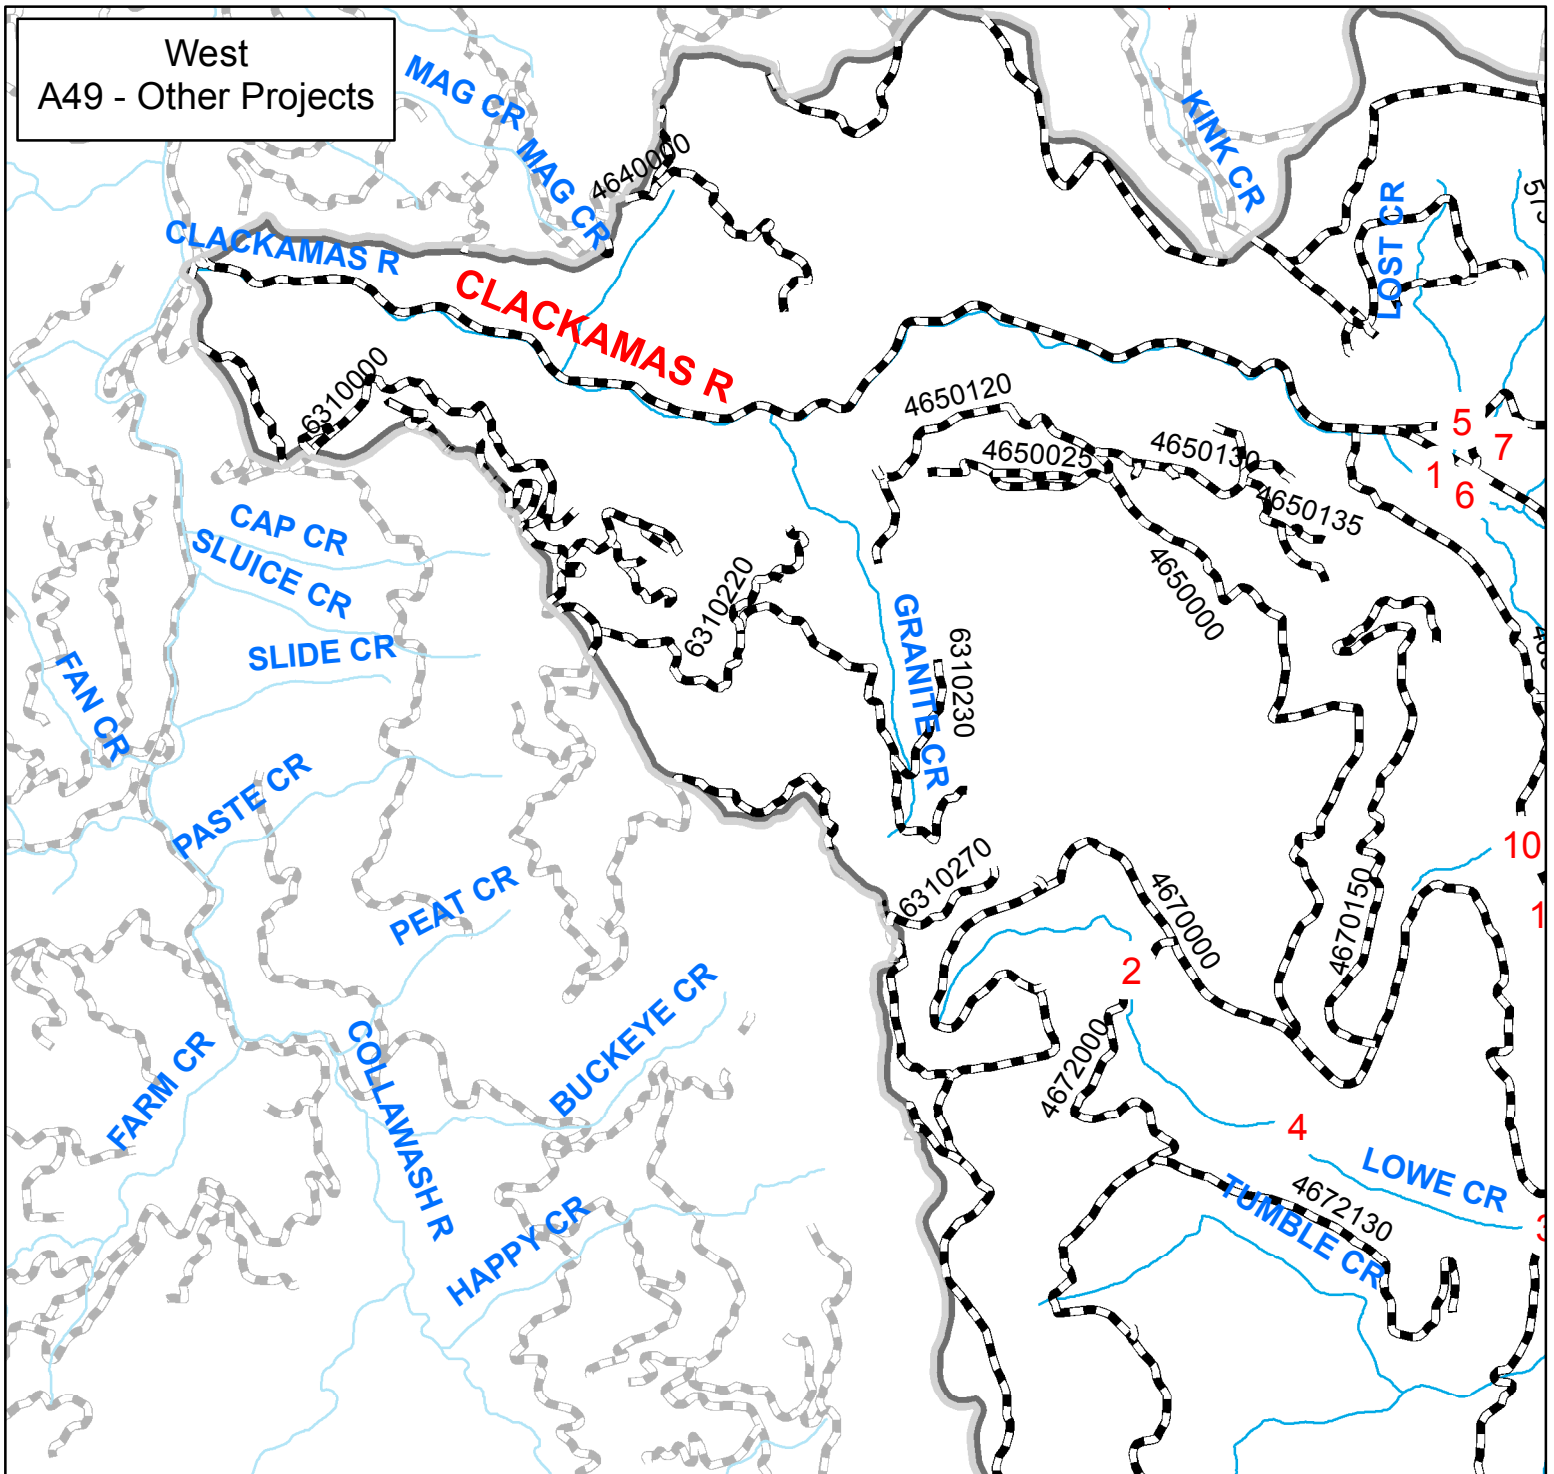 West
A49 - Other Projects
MAG CR
MAG CR
4640000
KINK CR
LOST CR
CLACKAMAS R
CLACKAMAS R
6310000
4650120
4650025
4650130
4650135
5
7
1
6
CAP CR
SLUICE CR
SLIDE CR
FAN CR
6310220
4650000
GRANITE CR
6310230
PASTE CR
10
1
6310270
4670000
4670150
PEAT CR
2
BUCKEYE CR
COLLAWASH R
FARM CR
4672000
4
LOWE CR
TUMBLE CR
4672130
3
HAPPY CR